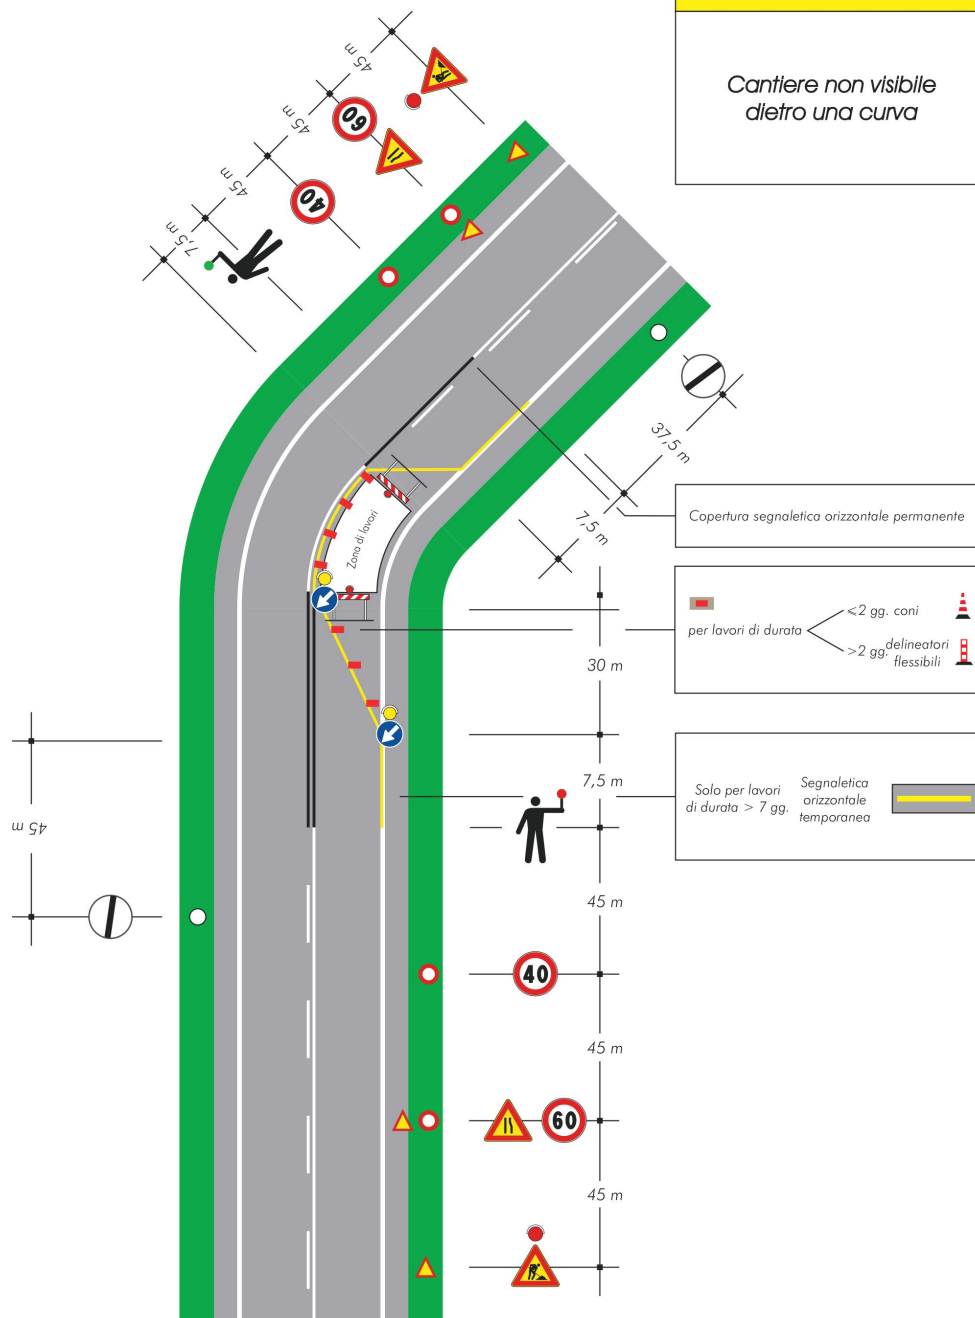 Cantiere non visibile
dietro una curva
45 m
45 m
60
45 m
40
7,5 m
37,5 m
Copertura segnaletica orizzontale permanente
7,5 m
Zona di lavori
per lavori di durata
<2 gg. coni
>2 gg. delineatori
flessibili
30 m
7,5 m
Solo per lavori
di durata > 7 gg.
Segnaletica
orizzontale
temporanea
45 m
45 m
40
45 m
60
45 m